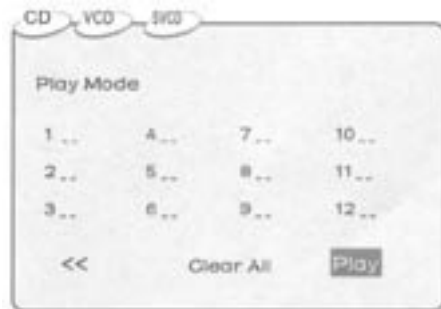 CD VCD SVCD
Play Mode
1 -- 4 -- 7 -- 10 --
2 -- 5 -- 8 -- 11 --
3 -- 6 -- 9 -- 12 --
<< Clear All Play